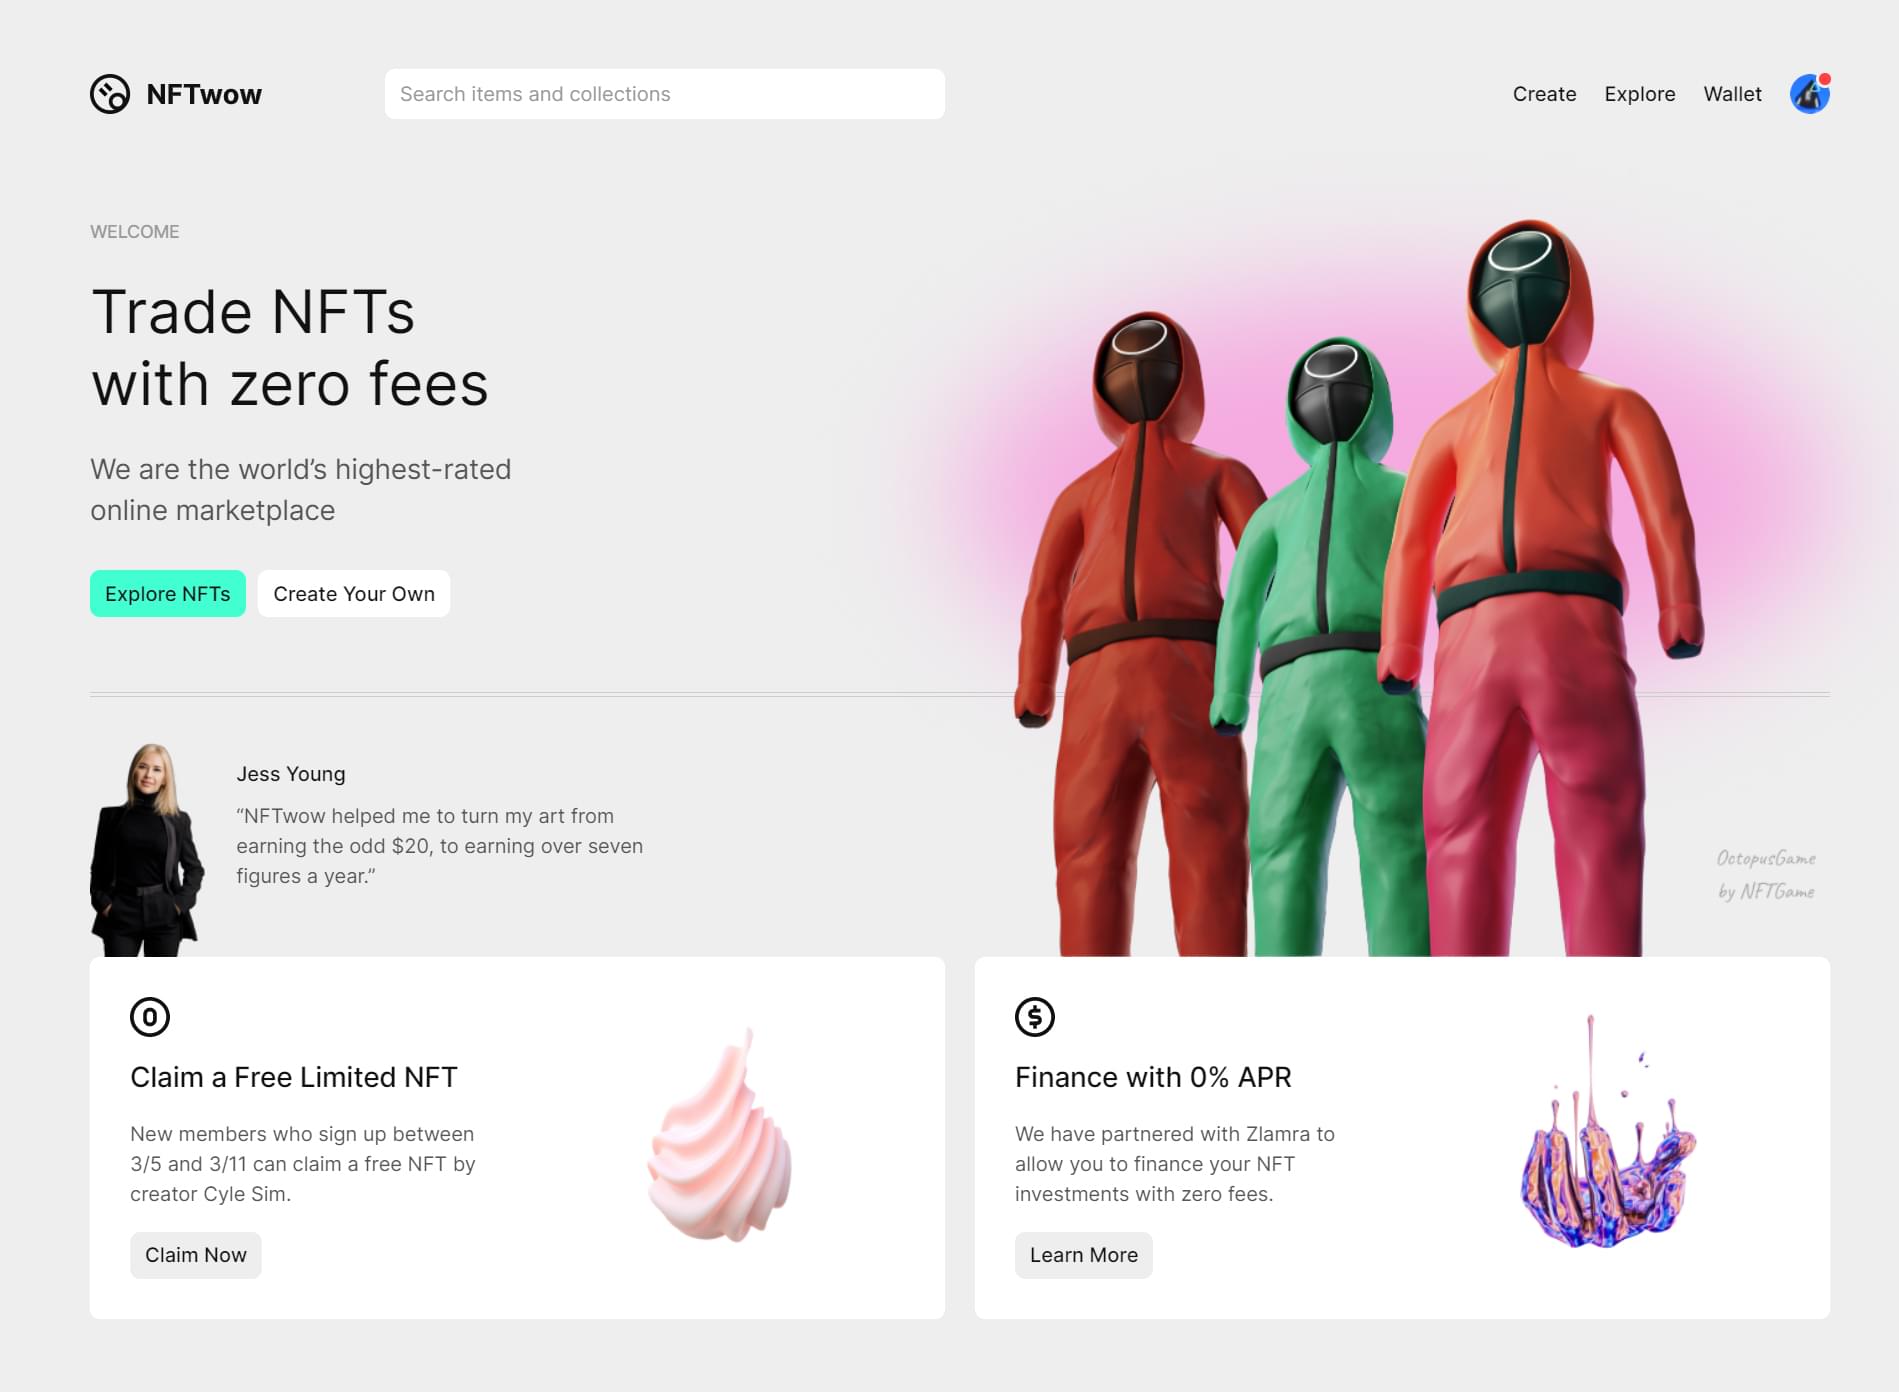 NFTwow
Search items and collections
Create
Explore
Wallet
WELCOME
Trade NFTs
with zero fees
We are the world’s highest-rated
online marketplace
Explore NFTs
Create Your Own
Jess Young
“NFTwow helped me to turn my art from
earning the odd $20, to earning over seven
figures a year.”
OctopusGame
by NFTGame
0
Claim a Free Limited NFT
New members who sign up between
3/5 and 3/11 can claim a free NFT by
creator Cyle Sim.
Claim Now
$
Finance with 0% APR
We have partnered with Zlamra to
allow you to finance your NFT
investments with zero fees.
Learn More